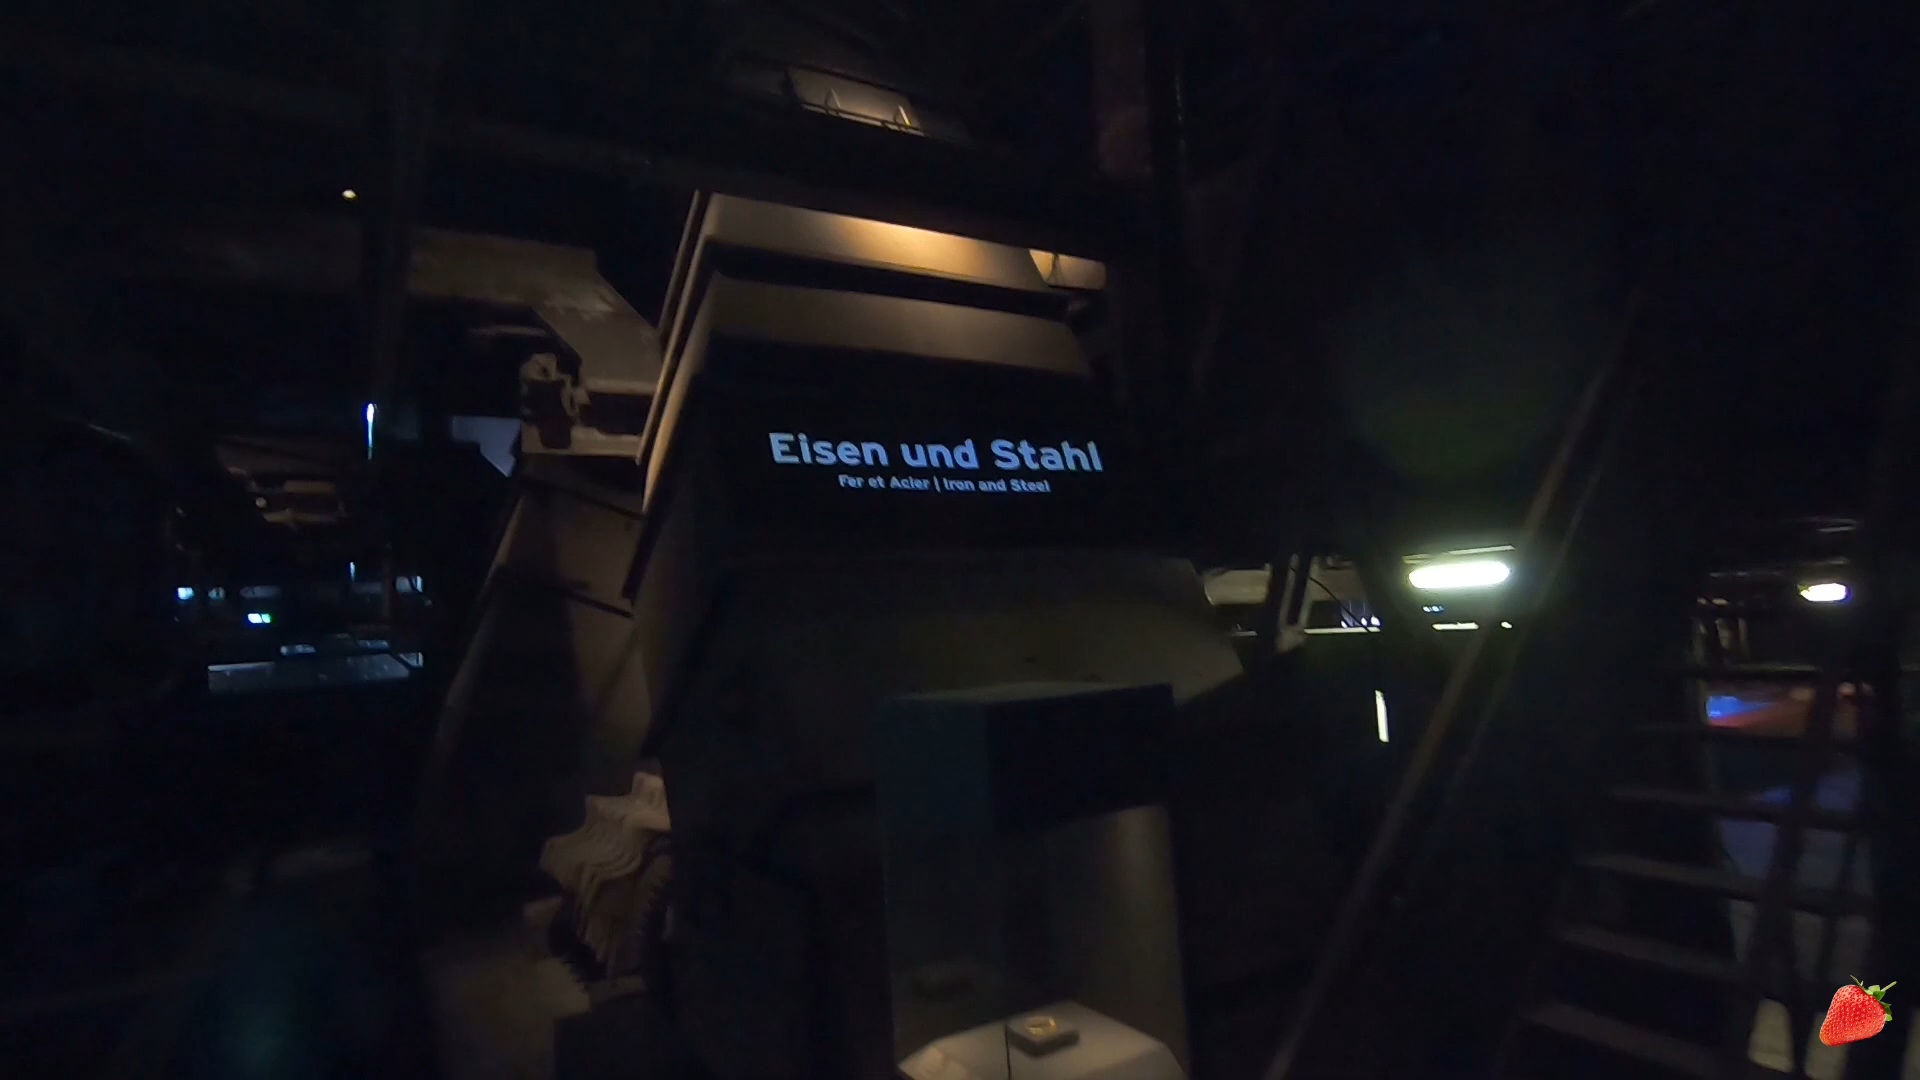 Eisen und Stahl
Fer et Acier | Iron and Steel